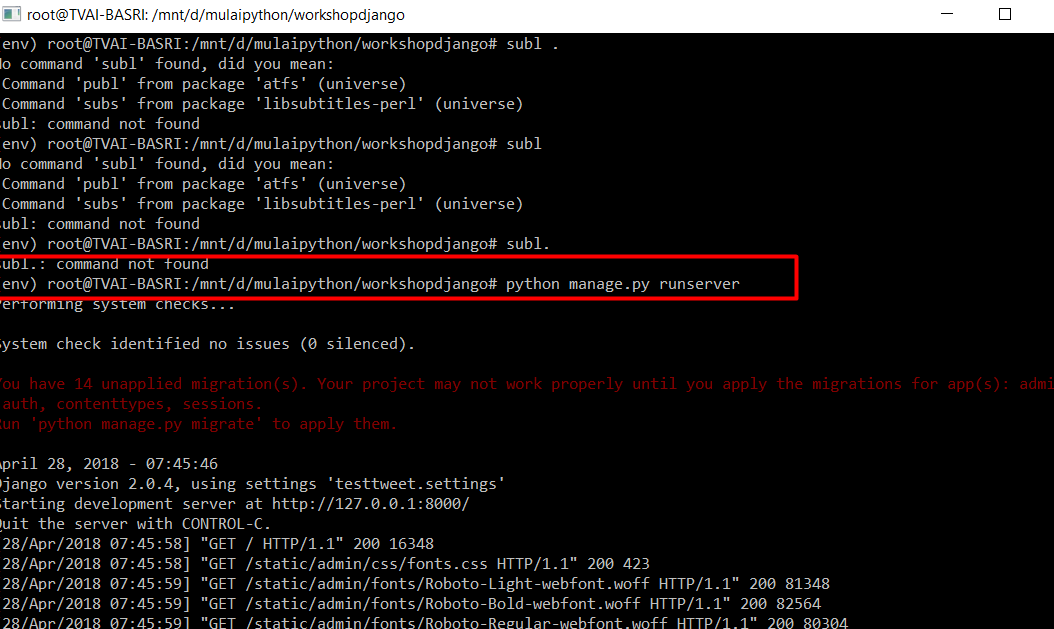 root@TVAI-BASRI: /mnt/d/mulaipython/workshopdjango
env) root@TVAI-BASRI:/mnt/d/mulaipython/workshopdjango# subl .
No command 'subl' found, did you mean:
Command 'publ' from package 'atfs' (universe)
Command 'subs' from package 'libsubtitles-perl' (universe)
subl: command not found
env) root@TVAI-BASRI:/mnt/d/mulaipython/workshopdjango# subl
No command 'subl' found, did you mean:
Command 'publ' from package 'atfs' (universe)
Command 'subs' from package 'libsubtitles-perl' (universe)
subl: command not found
env) root@TVAI-BASRI:/mnt/d/mulaipython/workshopdjango# subl.
subl.: command not found
env) root@TVAI-BASRI:/mnt/d/mulaipython/workshopdjango# python manage.py runserver
Performing system checks...
System check identified no issues (0 silenced).
You have 14 unapplied migration(s). Your project may not work properly until you apply the migrations for app(s): admi
auth, contenttypes, sessions.
Run 'python manage.py migrate' to apply them.
April 28, 2018 - 07:45:46
Django version 2.0.4, using settings 'testtweet.settings'
Starting development server at http://127.0.0.1:8000/
Quit the server with CONTROL-C.
28/Apr/2018 07:45:58] "GET / HTTP/1.1" 200 16348
28/Apr/2018 07:45:58] "GET /static/admin/css/fonts.css HTTP/1.1" 200 423
28/Apr/2018 07:45:59] "GET /static/admin/fonts/Roboto-Light-webfont.woff HTTP/1.1" 200 81348
28/Apr/2018 07:45:59] "GET /static/admin/fonts/Roboto-Bold-webfont.woff HTTP/1.1" 200 82564
28/Apr/2018 07:45:59] "GET /static/admin/fonts/Roboto-Regular-webfont.woff HTTP/1.1" 200 80304